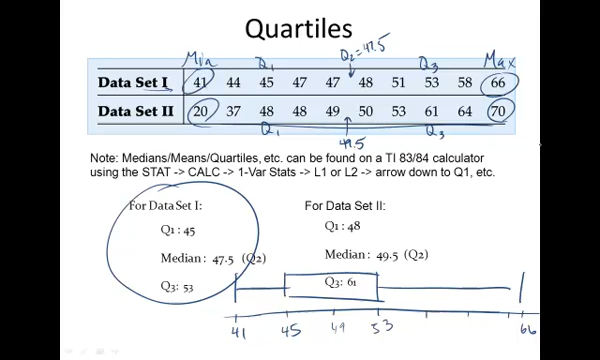 Quartiles
Min Q1 Q2=47.5 Q3 Max
Data Set I 41 44 45 47 47 48 51 53 58 66
Data Set II 20 37 48 48 49 50 53 61 64 70
Q1 49.5 Q3
Note: Medians/Means/Quartiles, etc. can be found on a TI 83/84 calculator
using the STAT -> CALC -> 1-Var Stats -> L1 or L2 -> arrow down to Q1, etc.
For Data Set I: For Data Set II:
Q1 : 45 Q1 : 48
Median : 47.5 (Q2) Median : 49.5 (Q2)
Q3: 53 Q3: 61
41 45 49 53 66